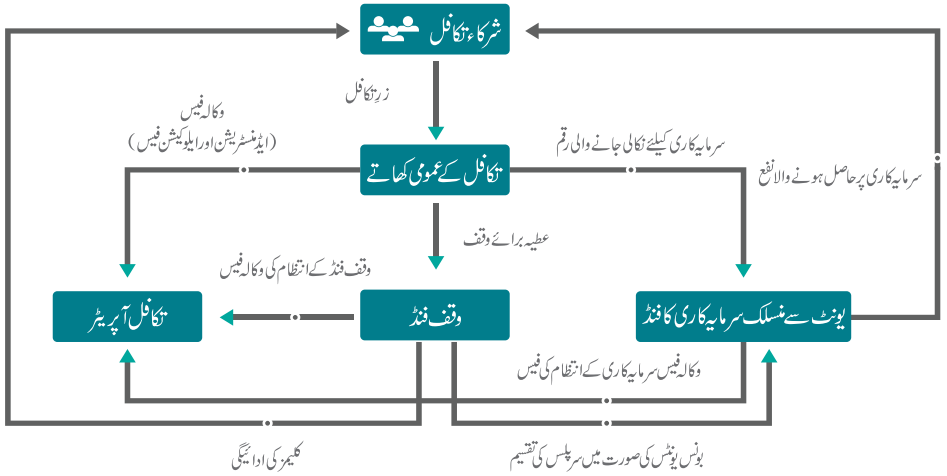 شرکاء تکافل
زرِ تکافل
وکالہ فیس
(ایڈمنسٹریشن اور ایلوکیشن فیس)
سرمایہ کاری کیلئے نکالی جانے والی رقم
تکافل کے عمومی کھاتے
سرمایہ کاری پر حاصل ہونے والا نفع
عطیہ برائے وقف
وقف فنڈ کے انتظام کی وکالہ فیس
یونٹ سے منسلک سرمایہ کاری کا فنڈ
وقف فنڈ
تکافل آپریٹر
وکالہ فیس سرمایہ کاری کے انتظام کی فیس
بونس یونٹس کی صورت میں سرپلس کی تقسیم
کلیمز کی ادائیگی